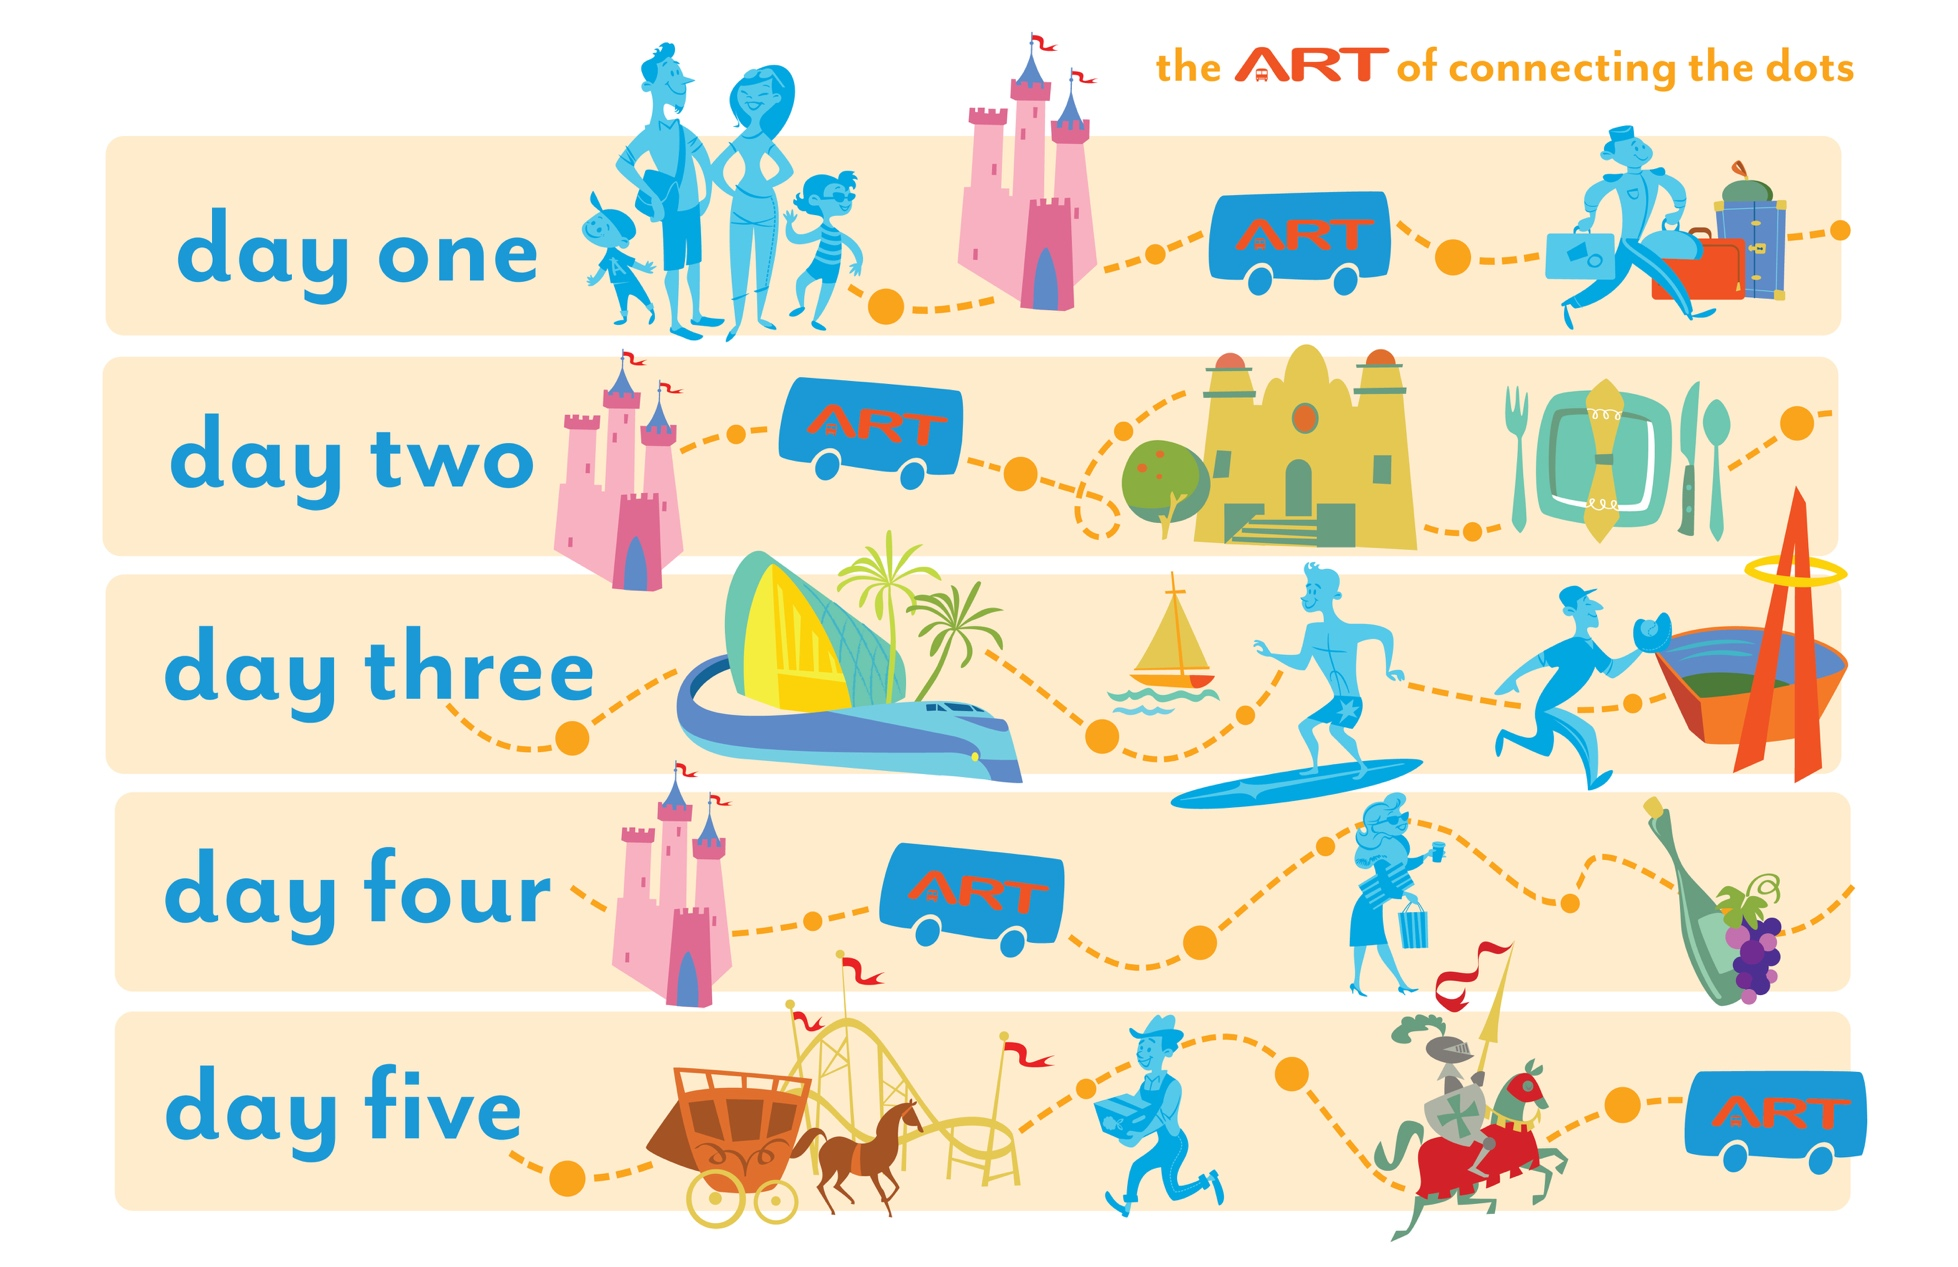 the ART of connecting the dots
day one
ART
day two
ART
day three
day four
ART
day five
ART